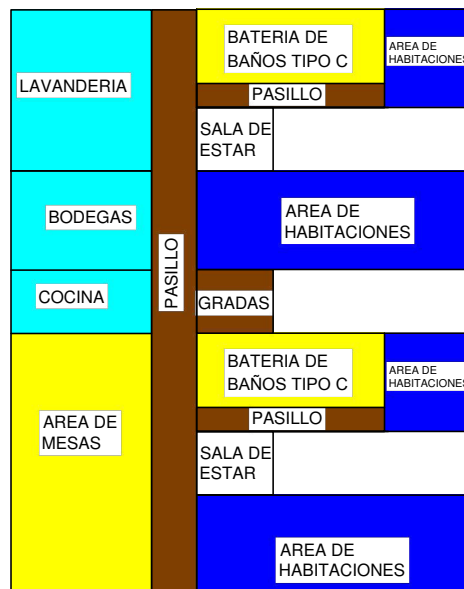 BATERIA DE
BAÑOS TIPO C
AREA DE
HABITACIONES
LAVANDERIA
PASILLO
SALA DE
ESTAR
BODEGAS
AREA DE
HABITACIONES
PASILLO
COCINA
GRADAS
BATERIA DE
BAÑOS TIPO C
AREA DE
HABITACIONES
AREA DE
MESAS
PASILLO
SALA DE
ESTAR
AREA DE
HABITACIONES